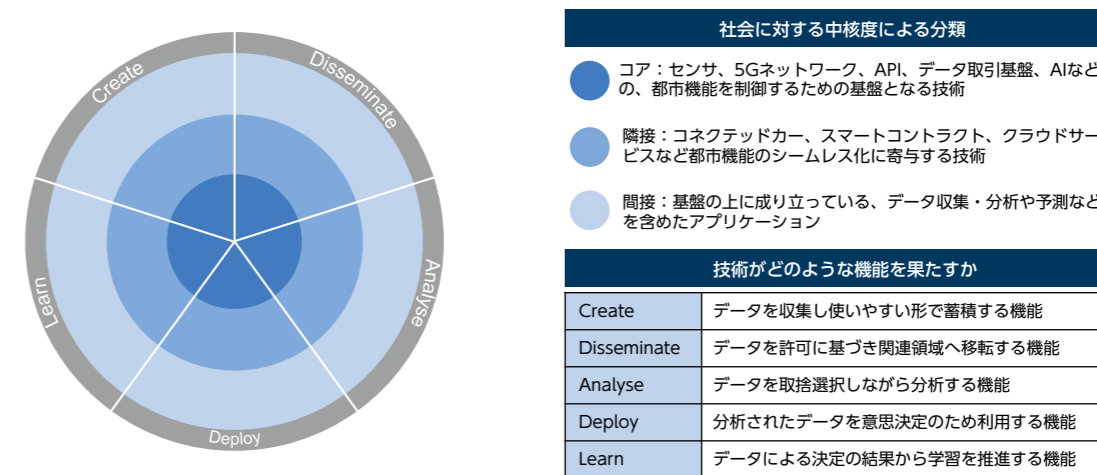 Create
Disseminate
Analyse
Deploy
Learn
社会に対する中核度による分類
コア：センサ、5Gネットワーク、API、データ取引基盤、AIなど
の、都市機能を制御するための基盤となる技術
隣接：コネクテッドカー、スマートコントラクト、クラウドサー
ビスなど都市機能のシームレス化に寄与する技術
間接：基盤の上に成り立っている、データ収集・分析や予測など
を含めたアプリケーション
技術がどのような機能を果たすか
Create データを収集し使いやすい形で蓄積する機能
Disseminate データを許可に基づき関連領域へ移転する機能
Analyse データを取捨選択しながら分析する機能
Deploy 分析されたデータを意思決定のため利用する機能
Learn データによる決定の結果から学習を推進する機能